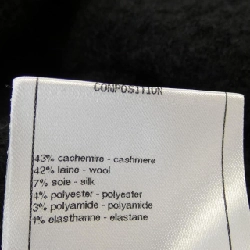 COMPOSITION
43% cachemire - cashmere
42% laine - wool
7% soie - silk
4% polyester - polyester
3% polyamide - polyamide
1% elasthanne - elastane